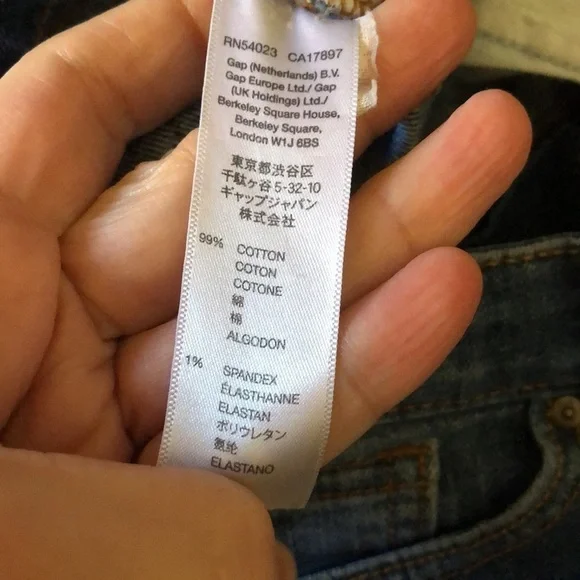 RN54023 CA17897
Gap (Netherlands) B.V.
Gap Europe Ltd./ Gap
(UK Holdings) Ltd./
Berkeley Square House,
Berkeley Square,
London W1J 6BS
東京都渋谷区
千駄ヶ谷 5-32-10
ギャップジャパン
株式会社
99% COTTON
COTON
COTONE
綿
棉
ALGODON
1% SPANDEX
ÉLASTHANNE
ELASTAN
ポリウレタン
氨纶
ELASTANO